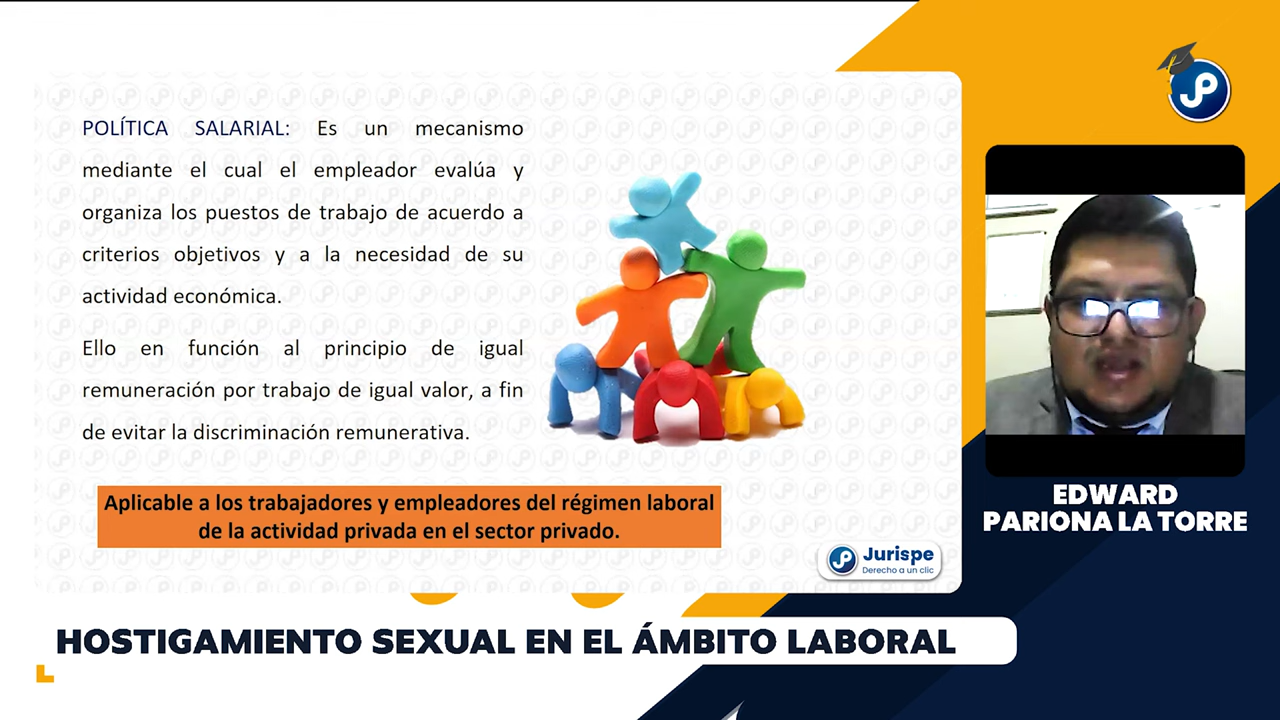 POLÍTICA SALARIAL: Es un mecanismo
mediante el cual el empleador evalúa y
organiza los puestos de trabajo de acuerdo a
criterios objetivos y a la necesidad de su
actividad económica.
Ello en función al principio de igual
remuneración por trabajo de igual valor, a fin
de evitar la discriminación remunerativa.
Aplicable a los trabajadores y empleadores del régimen laboral
de la actividad privada en el sector privado.
JP
Jurispe
Derecho a un clic
JP
EDWARD
PARIONA LA TORRE
HOSTIGAMIENTO SEXUAL EN EL ÁMBITO LABORAL